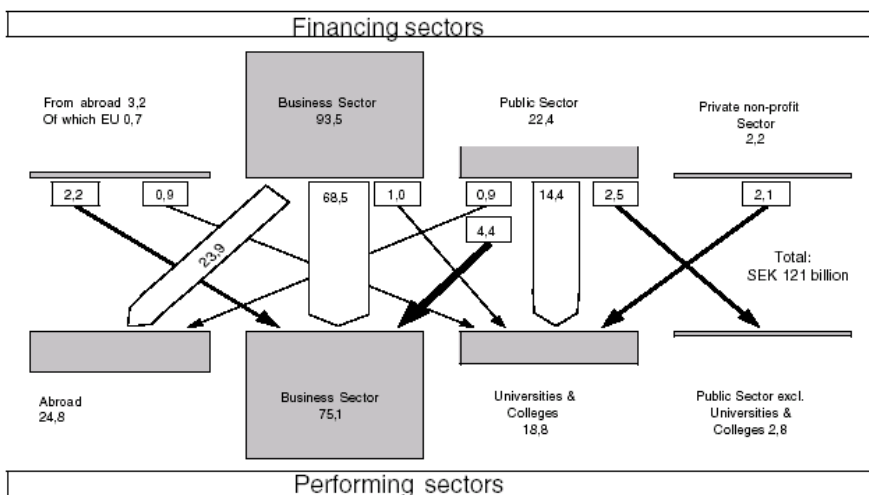 Financing sectors
From abroad 3,2
Of which EU 0,7
Business Sector
93,5
Public Sector
22,4
Private non-profit
Sector
2,2
2,2
0,9
68,5
1,0
0,9
14,4
2,5
2,1
4,4
23,9
Total:
SEK 121 billion
Abroad
24,8
Business Sector
75,1
Universities &
Colleges
18,8
Public Sector excl.
Universities &
Colleges 2,8
Performing sectors